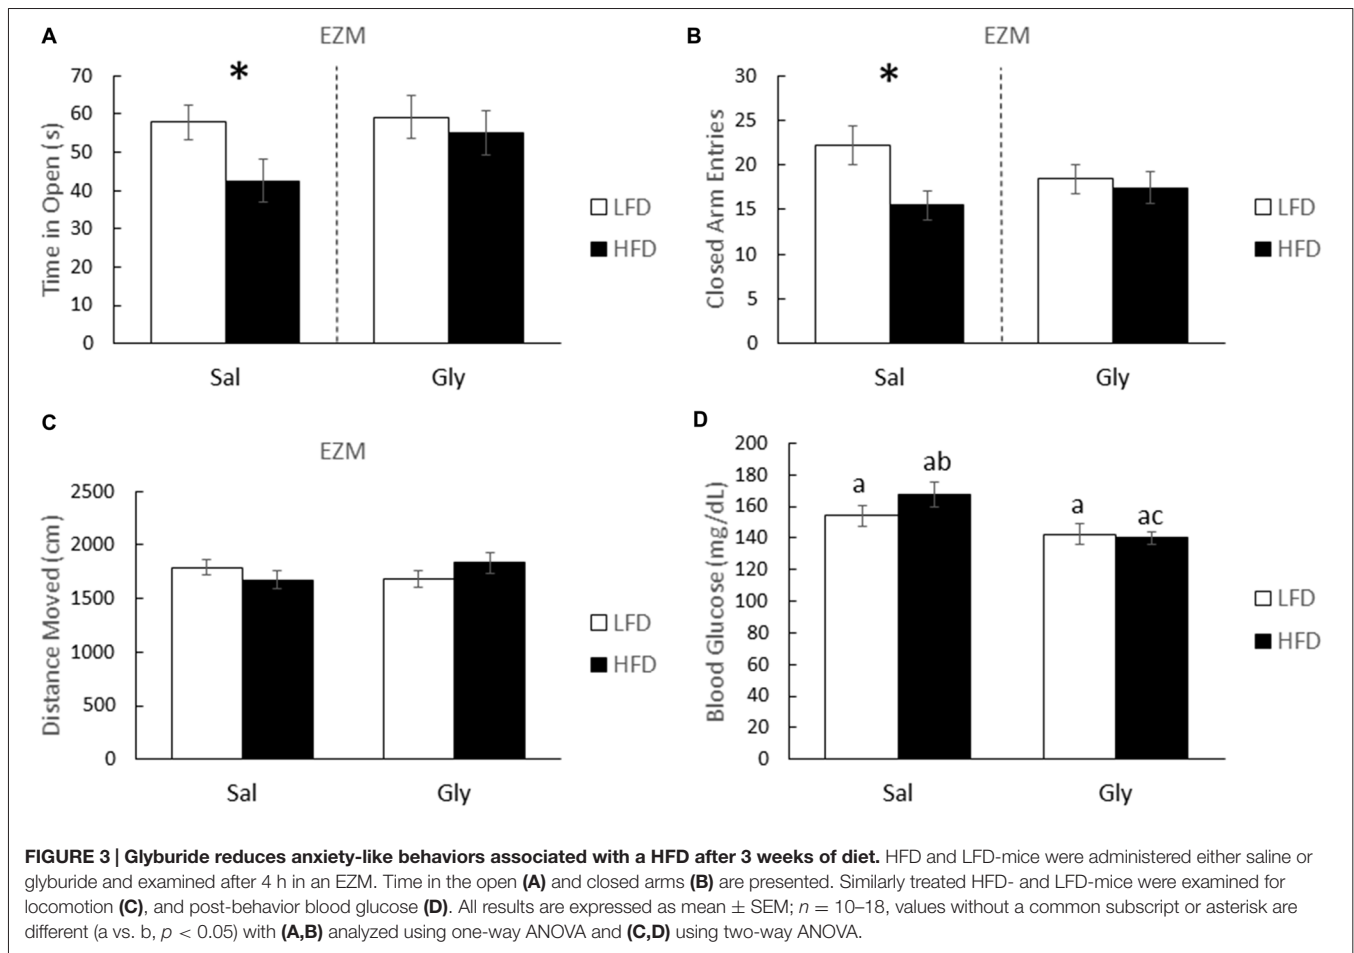 A
EZM
*
Time in Open (s)
70
60
50
40
30
20
10
0
Sal
Gly
LFD
HFD
B
EZM
*
Closed Arm Entries
30
25
20
15
10
5
0
Sal
Gly
LFD
HFD
C
EZM
Distance Moved (cm)
2500
2000
1500
1000
500
0
Sal
Gly
LFD
HFD
D
Blood Glucose (mg/dL)
200
180
160
140
120
100
80
60
40
20
0
a
ab
a
ac
Sal
Gly
LFD
HFD
FIGURE 3 | Glyburide reduces anxiety-like behaviors associated with a HFD after 3 weeks of diet. HFD and LFD-mice were administered either saline or
glyburide and examined after 4 h in an EZM. Time in the open (A) and closed arms (B) are presented. Similarly treated HFD- and LFD-mice were examined for
locomotion (C), and post-behavior blood glucose (D). All results are expressed as mean ± SEM; n = 10–18, values without a common subscript or asterisk are
different (a vs. b, p < 0.05) with (A,B) analyzed using one-way ANOVA and (C,D) using two-way ANOVA.